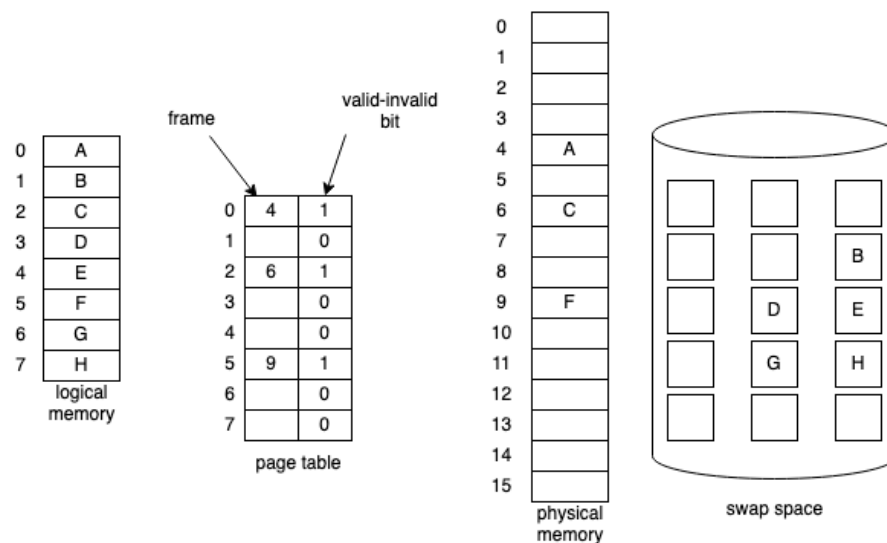 0 A
1 B
2 C
3 D
4 E
5 F
6 G
7 H
logical
memory
frame
valid-invalid
bit
0 4 1
1 0
2 6 1
3 0
4 0
5 9 1
6 0
7 0
page table
0
1
2
3
4 A
5
6 C
7
8
9 F
10
11
12
13
14
15
physical
memory
B
D E
G H
swap space